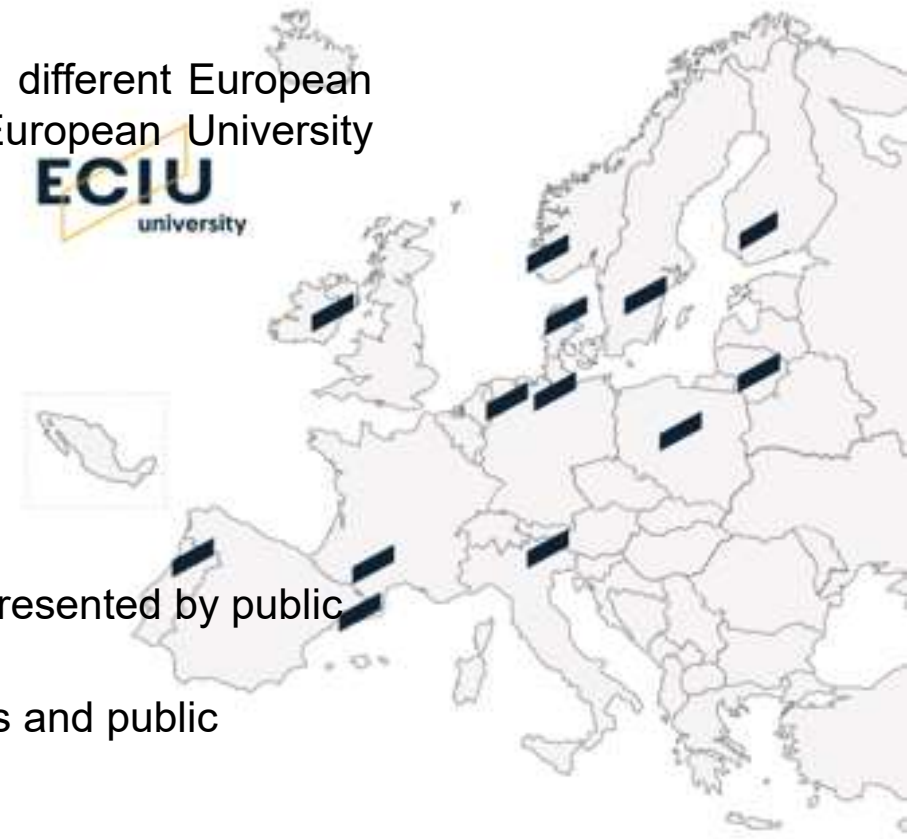 different European
European University
ECIU
university
resented by public
s and public